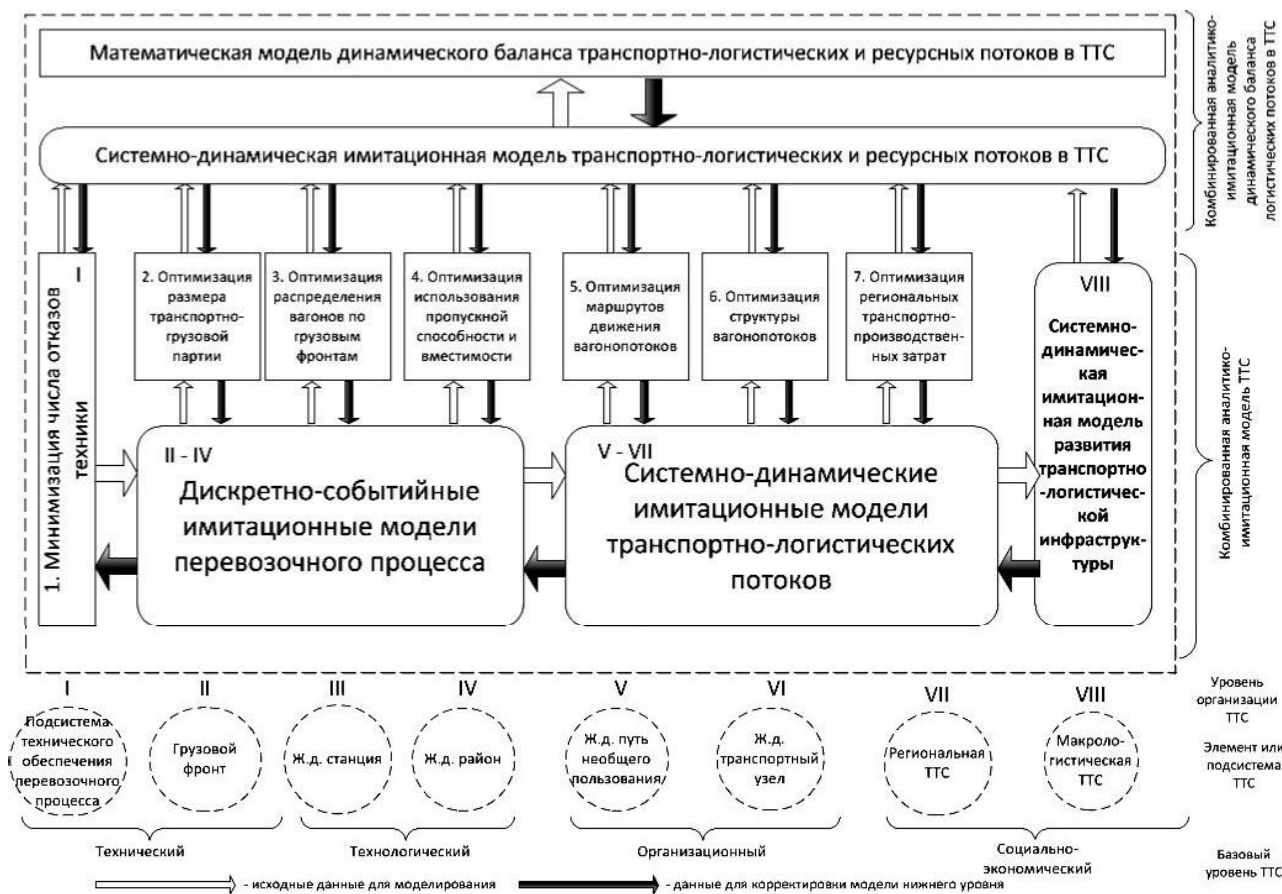 Математическая модель динамического баланса транспортно-логистических и ресурсных потоков в ТТС
Системно-динамическая имитационная модель транспортно-логистических и ресурсных потоков в ТТС
Комбинированная аналитико-
имитационная модель
динамического баланса
логистических потоков в ТТС
1. Минимизация числа отказов
техники
I
2. Оптимизация
размера
транспортно-
грузовой
партии
3. Оптимизация
распределения
вагонов по
грузовым
фронтам
4. Оптимизация
использования
пропускной
способности и
вместимости
5. Оптимизация
маршрутов
движения
вагонопотоков
6. Оптимизация
структуры
вагонопотоков
7. Оптимизация
региональных
транспортно-
производствен-
ных затрат
VIII
Системно-
динамичес-
кая
имитацион-
ная модель
развития
транспортно
-логистичес-
кой
инфраструк-
туры
Комбинированная аналитико-
имитационная модель ТТС
II - IV
Дискретно-событийные
имитационные модели
перевозочного процесса
V - VII
Системно-динамические
имитационные модели
транспортно-логистических
потоков
I
II
III
IV
V
VI
VII
VIII
Уровень
организации
ТТС
Подсистема
технического
обеспечения
перевозочного
процесса
Грузовой
фронт
Ж.д. станция
Ж.д. район
Ж.д. путь
необщего
пользования
Ж.д.
транспортный
узел
Региональная
ТТС
Макроло-
гистическая
ТТС
Элемент или
подсистема
ТТС
Технический
Технологический
Организационный
Социально-
экономический
Базовый
уровень ТТС
- исходные данные для моделирования
- данные для корректировки модели нижнего уровня